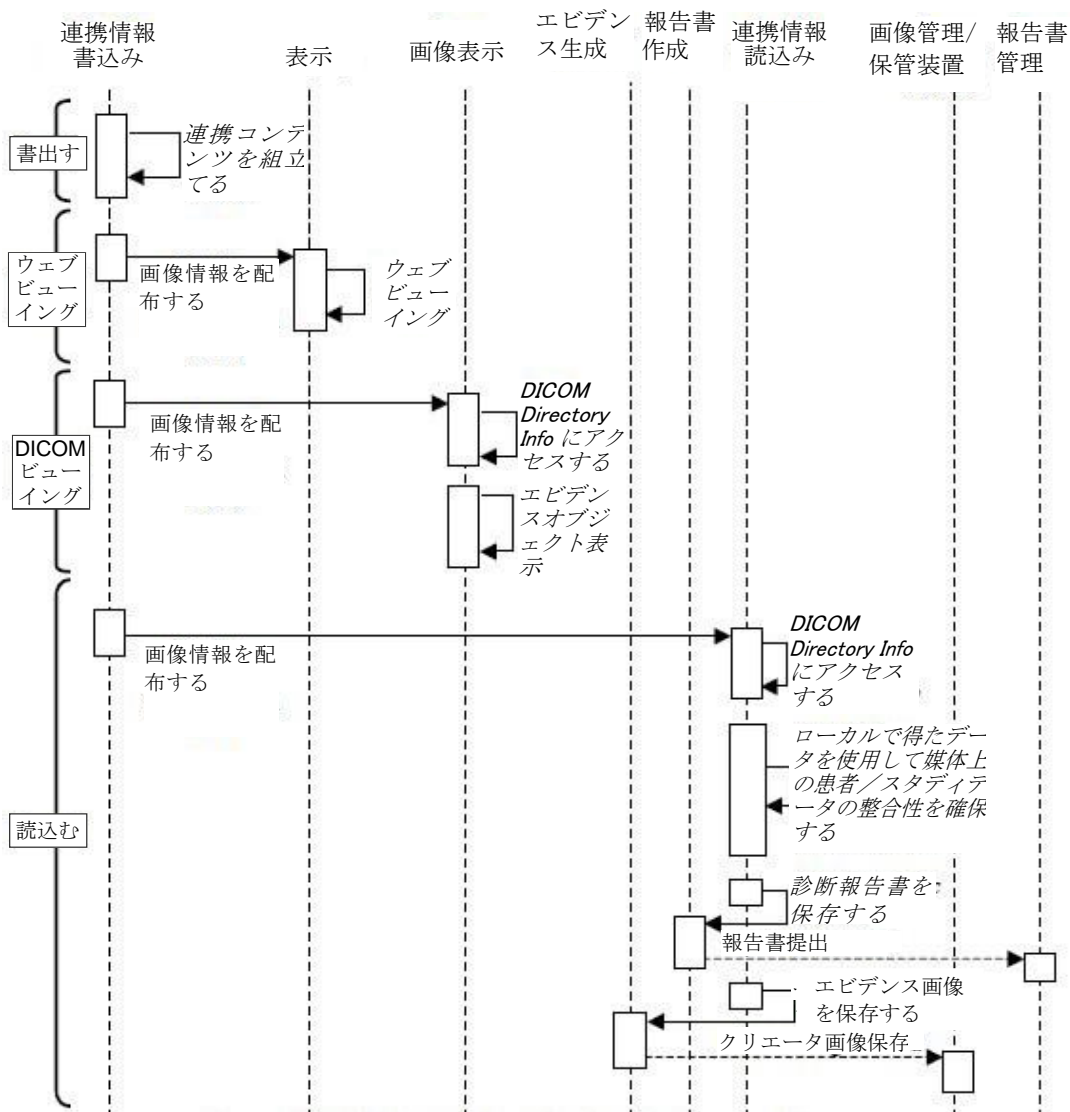 連携情報
書込み
表示
画像表示
エビデン
ス生成
報告書
作成
連携情報
読込み
画像管理/
保管装置
報告書
管理
書出す
連携コンテ
ンツを組立
てる
ウェブ
ビュー
イング
画像情報を配
布する
ウェブ
ビュー
イング
DICOM
ビュー
イング
画像情報を配
布する
DICOM
Directory
Info にアク
セスする
エビデン
スオブジ
ェクト表
示
読込む
画像情報を配
布する
DICOM
Directory Info
にアクセス
する
ローカルで得たデー
タを使用して媒体上
の患者／スタディデ
ータの整合性を確保
する
診断報告書を
保存する
報告書提出
エビデンス画像
を保存する
クリエータ画像保存